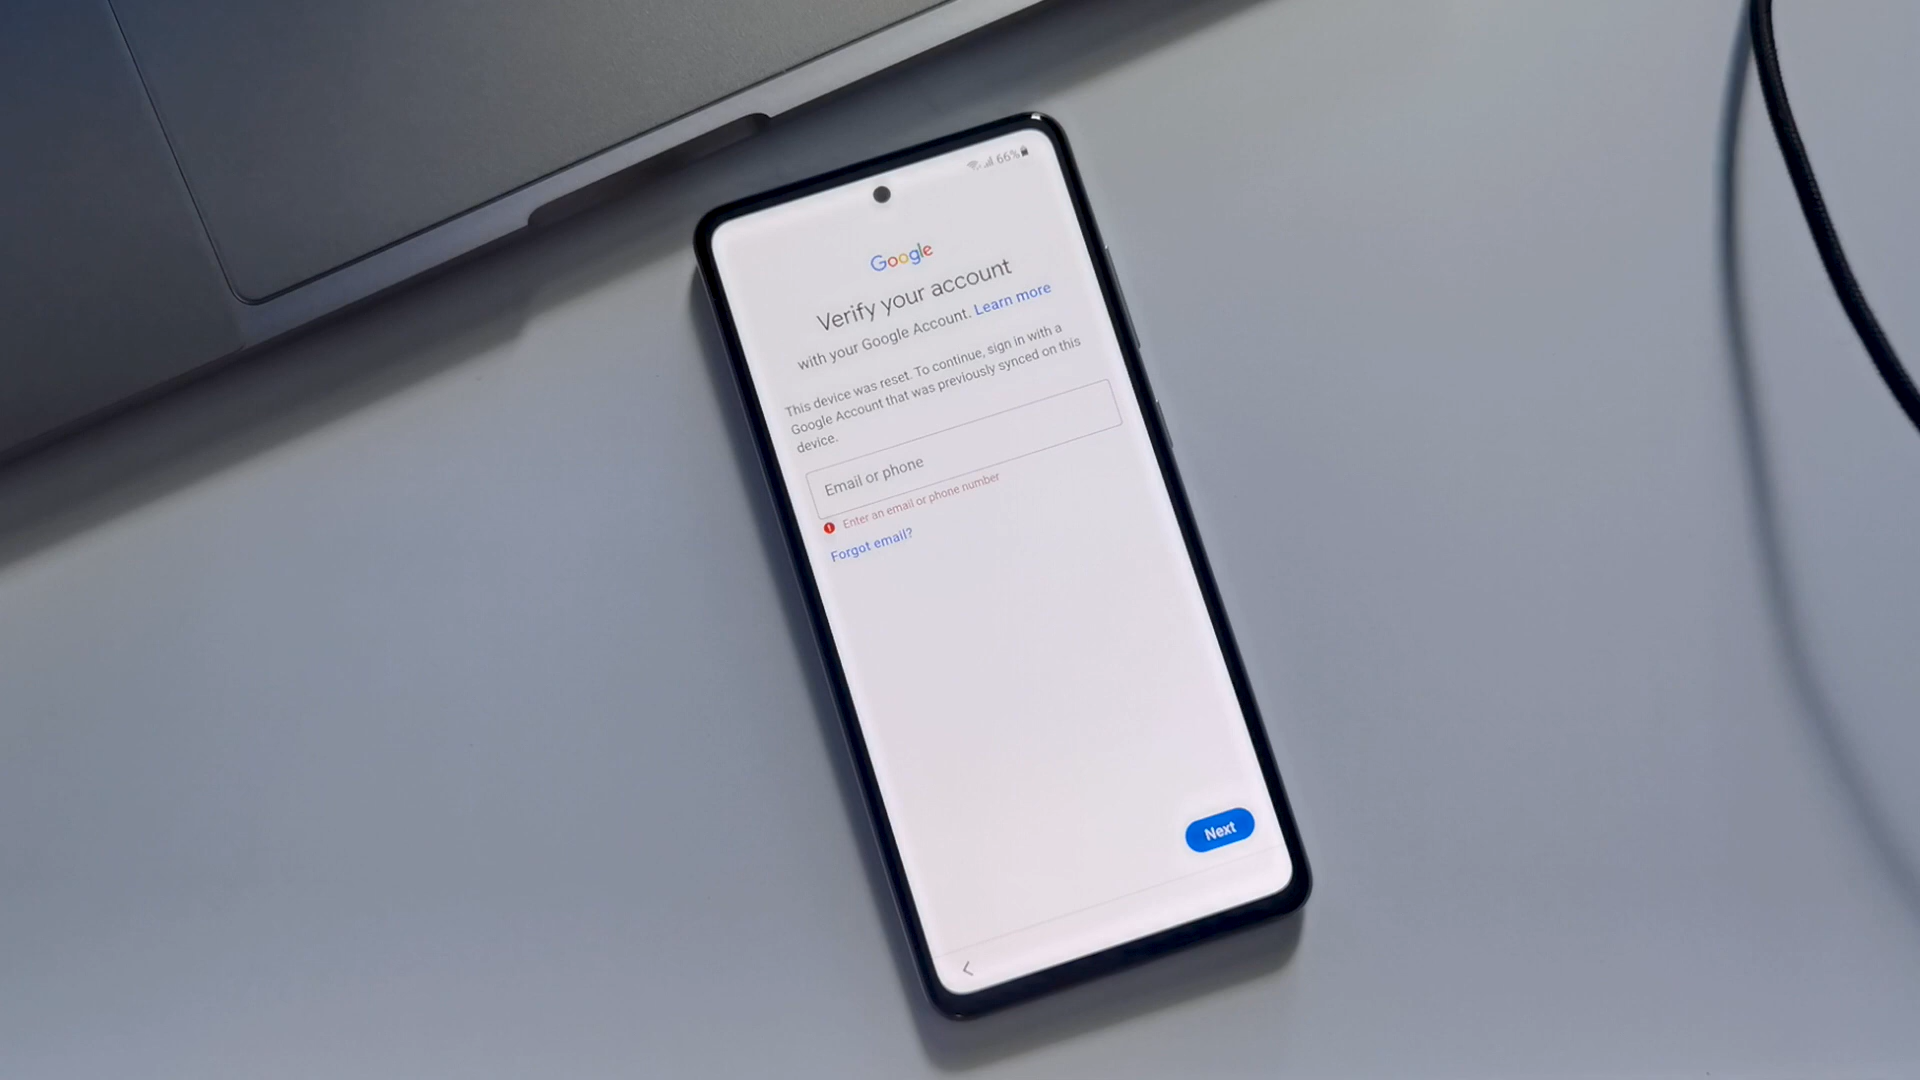 66%
Google
Verify your account
with your Google Account. Learn more
This device was reset. To continue, sign in with a
Google Account that was previously synced on this
device.
Email or phone
Enter an email or phone number
Forgot email?
Next